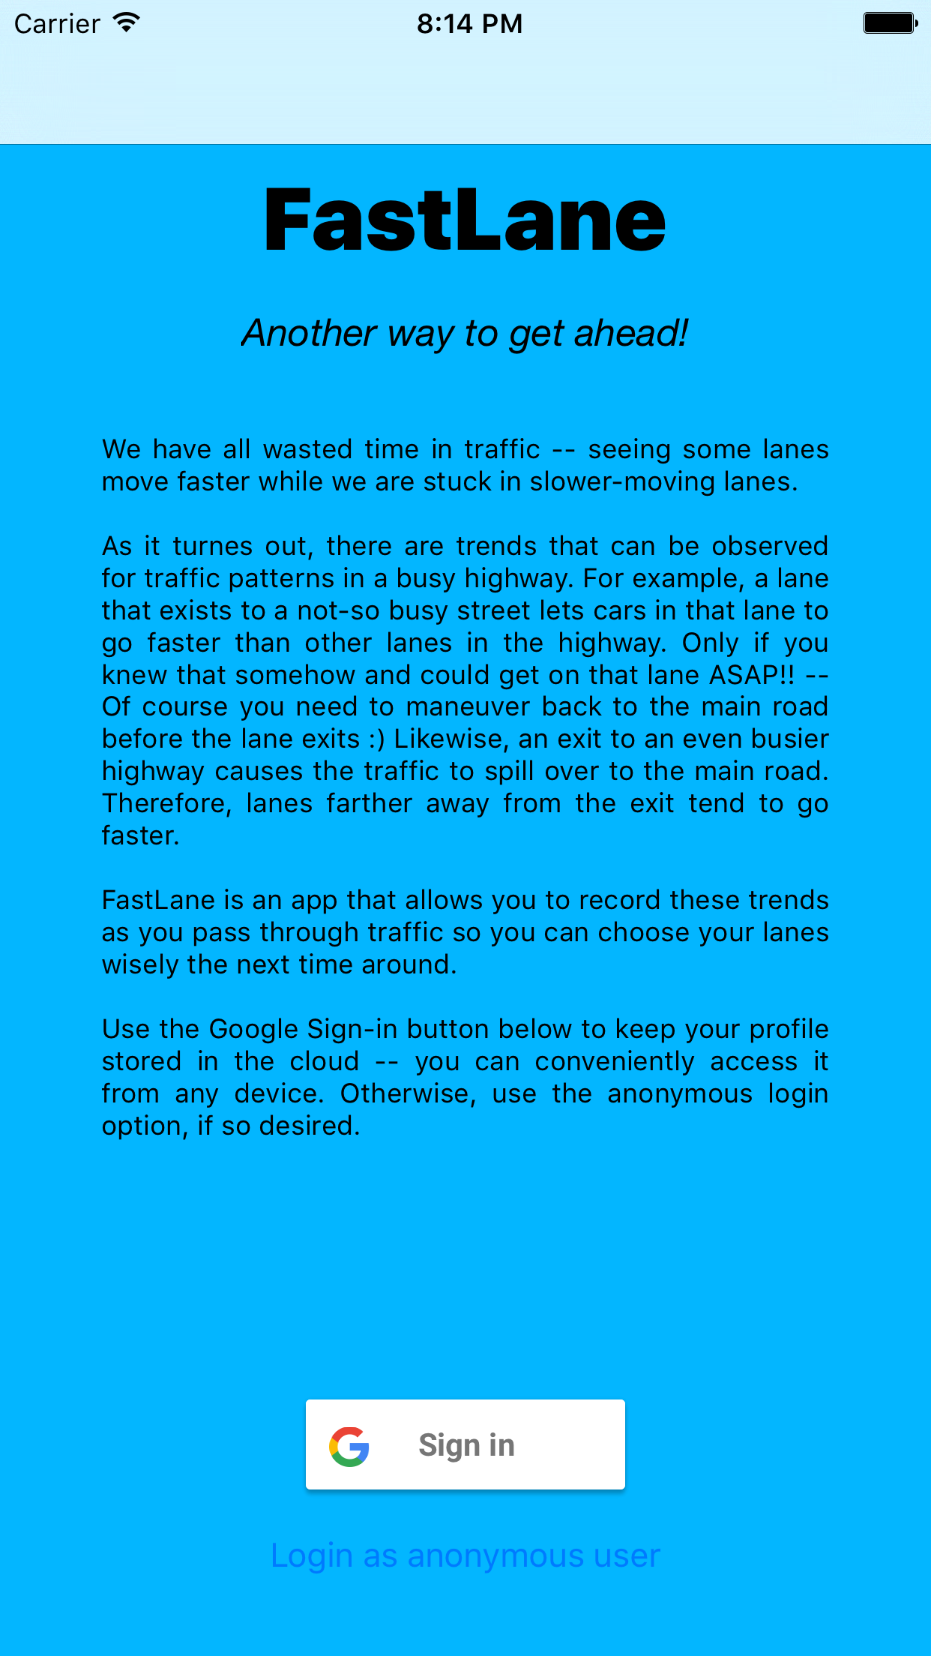 Carrier
8:14 PM
FastLane
Another way to get ahead!
We have all wasted time in traffic -- seeing some lanes
move faster while we are stuck in slower-moving lanes.
As it turnes out, there are trends that can be observed
for traffic patterns in a busy highway. For example, a lane
that exists to a not-so busy street lets cars in that lane to
go faster than other lanes in the highway. Only if you
knew that somehow and could get on that lane ASAP!! --
Of course you need to maneuver back to the main road
before the lane exits :) Likewise, an exit to an even busier
highway causes the traffic to spill over to the main road.
Therefore, lanes farther away from the exit tend to go
faster.
FastLane is an app that allows you to record these trends
as you pass through traffic so you can choose your lanes
wisely the next time around.
Use the Google Sign-in button below to keep your profile
stored in the cloud -- you can conveniently access it
from any device. Otherwise, use the anonymous login
option, if so desired.
Sign in
Login as anonymous user